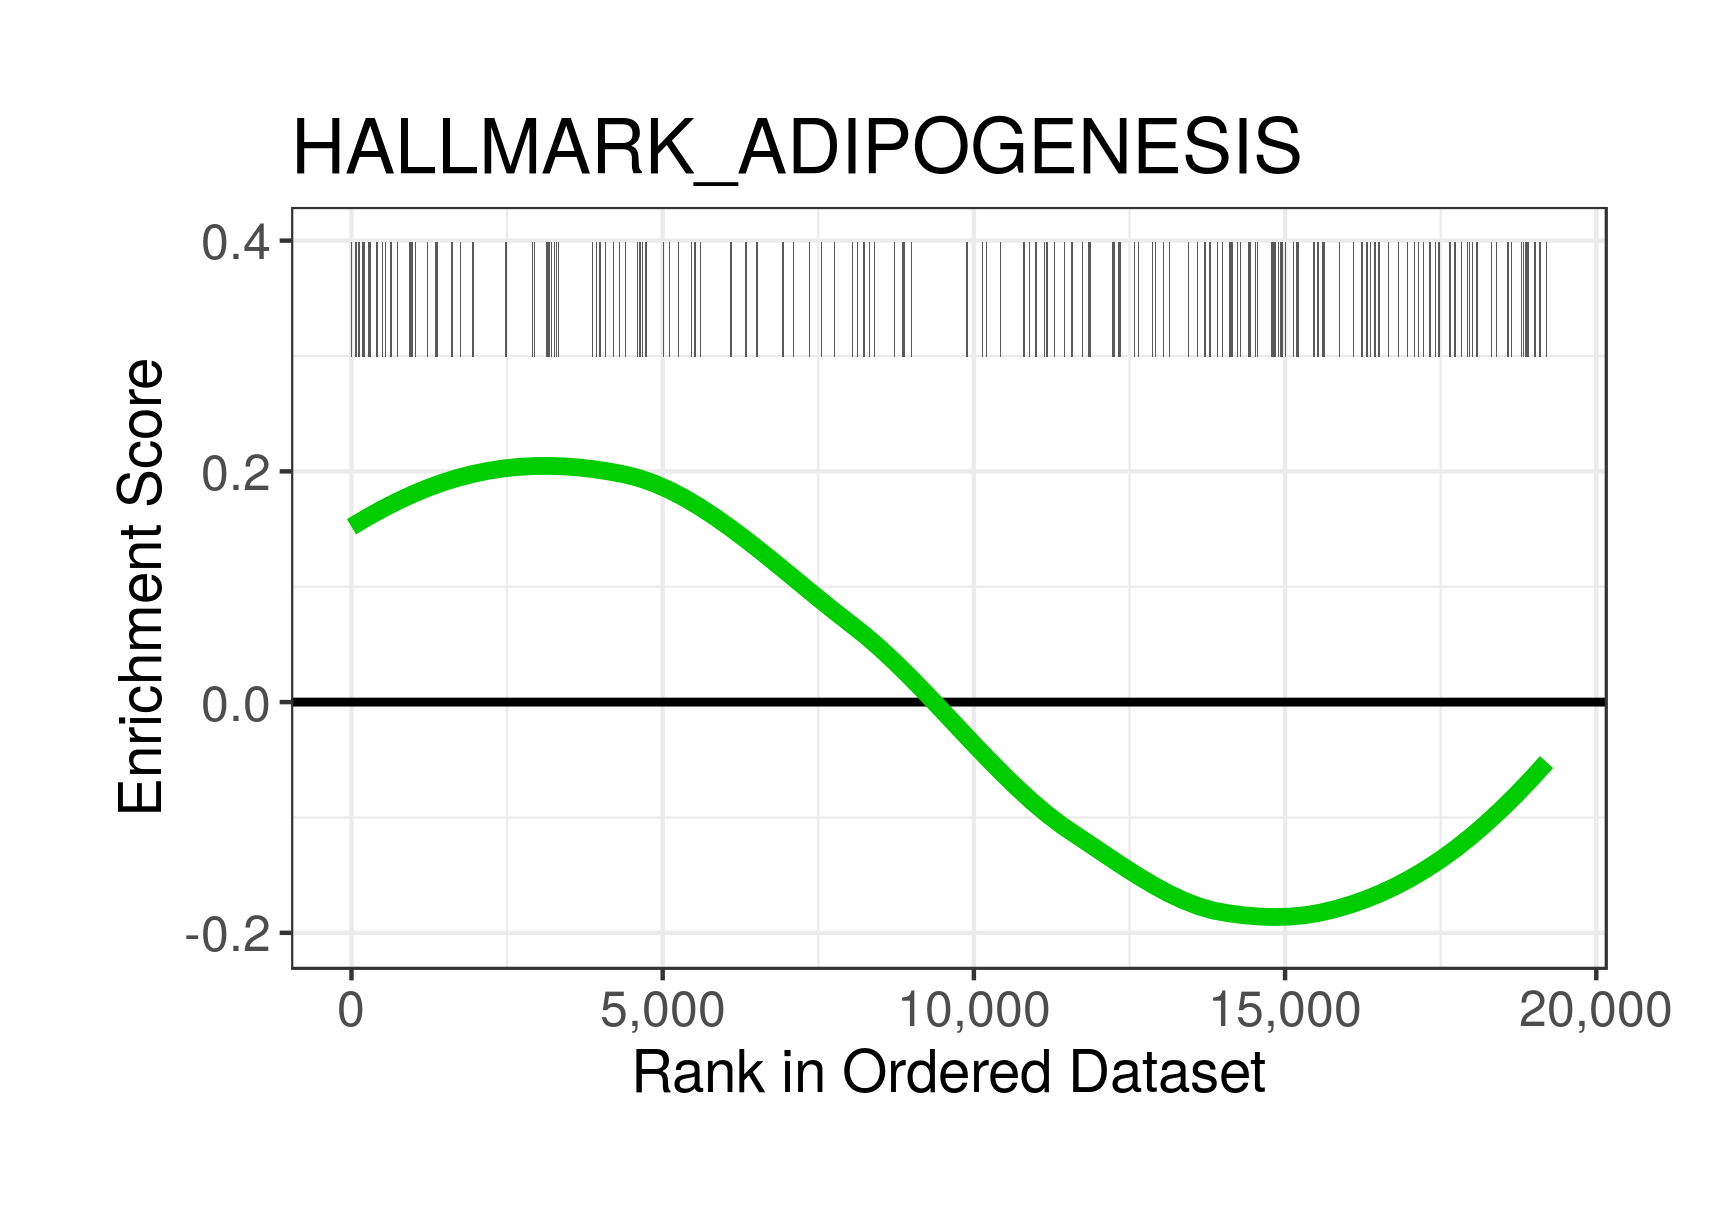 HALLMARK_ADIPOGENESIS
Enrichment Score
0.4
0.2
0.0
-0.2
0 5,000 10,000 15,000 20,000
Rank in Ordered Dataset